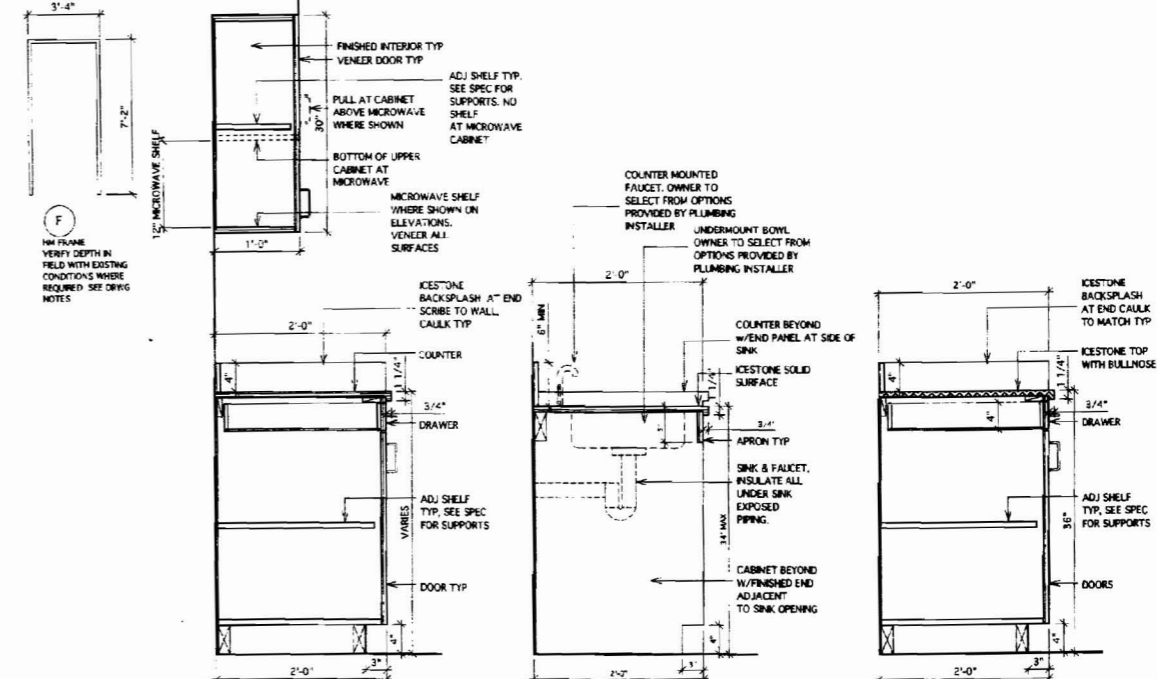 3'-4"
7'-2"
F
HM FRAME
VERIFY DEPTH IN
FIELD WITH EXISTING
CONDITIONS WHERE
REQUIRED SEE DRWG
NOTES
12" MICROWAVE SHELF
30"
1'-0"
FINISHED INTERIOR TYP
VENEER DOOR TYP
PULL AT CABINET
ABOVE MICROWAVE
WHERE SHOWN
ADJ SHELF TYP.
SEE SPEC FOR
SUPPORTS. NO
SHELF
AT MICROWAVE
CABINET
BOTTOM OF UPPER
CABINET AT
MICROWAVE
MICROWAVE SHELF
WHERE SHOWN ON
ELEVATIONS.
VENEER ALL
SURFACES
ICESTONE
BACKSPLASH AT END
SCRIBE TO WALL,
CAULK TYP
2'-0"
COUNTER
4"
1 1/4"
3/4"
DRAWER
ADJ SHELF
TYP, SEE SPEC
FOR SUPPORTS
VARIES
DOOR TYP
4"
3"
2'-0"
COUNTER MOUNTED
FAUCET. OWNER TO
SELECT FROM OPTIONS
PROVIDED BY PLUMBING
INSTALLER
UNDERMOUNT BOWL
OWNER TO SELECT FROM
OPTIONS PROVIDED BY
PLUMBING INSTALLER
2'-0"
6" MIN
COUNTER BEYOND
w/END PANEL AT SIDE OF
SINK
ICESTONE SOLID
SURFACE
1 1/4"
3/4"
APRON TYP
SINK & FAUCET,
INSULATE ALL
UNDER SINK
EXPOSED
PIPING.
34" MAX
CABINET BEYOND
W/FINISHED END
ADJACENT
TO SINK OPENING
4"
3"
2'-0"
ICESTONE
BACKSPLASH
AT END CAULK
TO MATCH TYP
2'-0"
ICESTONE TOP
WITH BULLNOSE
4"
1 1/4"
4"
3/4"
DRAWER
ADJ SHELF
TYP, SEE SPEC
FOR SUPPORTS
36"
DOORS
4"
3"
2'-0"